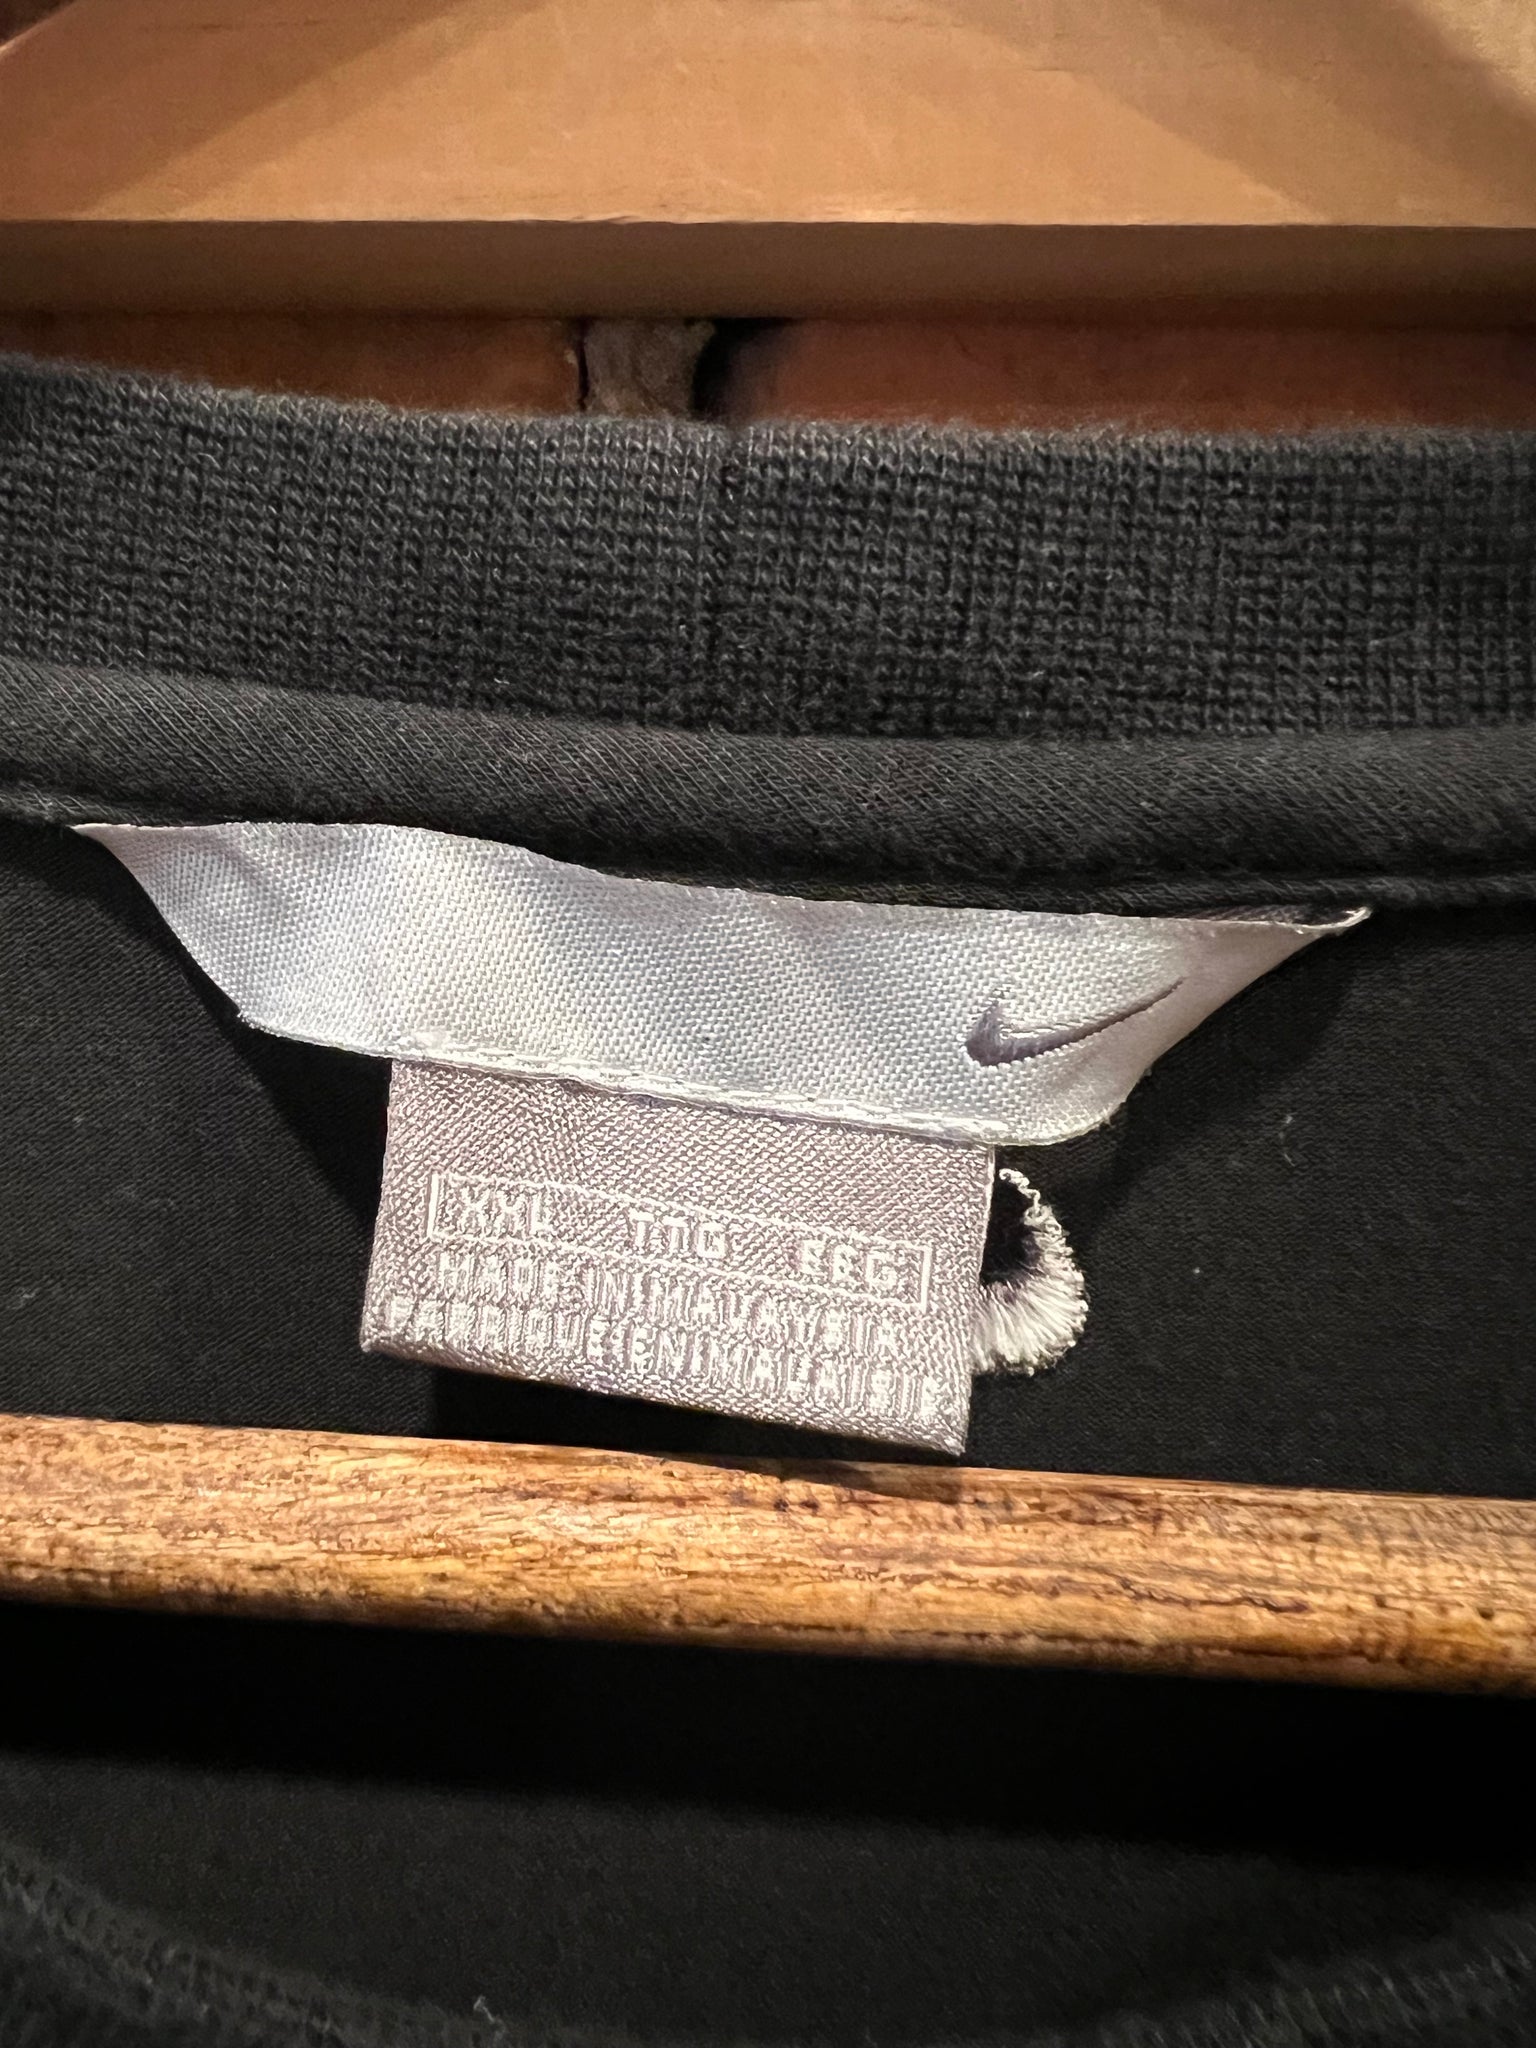 XXL TTG EEG
MADE IN MALAYSIA
FABRIQUE EN MALAISIE